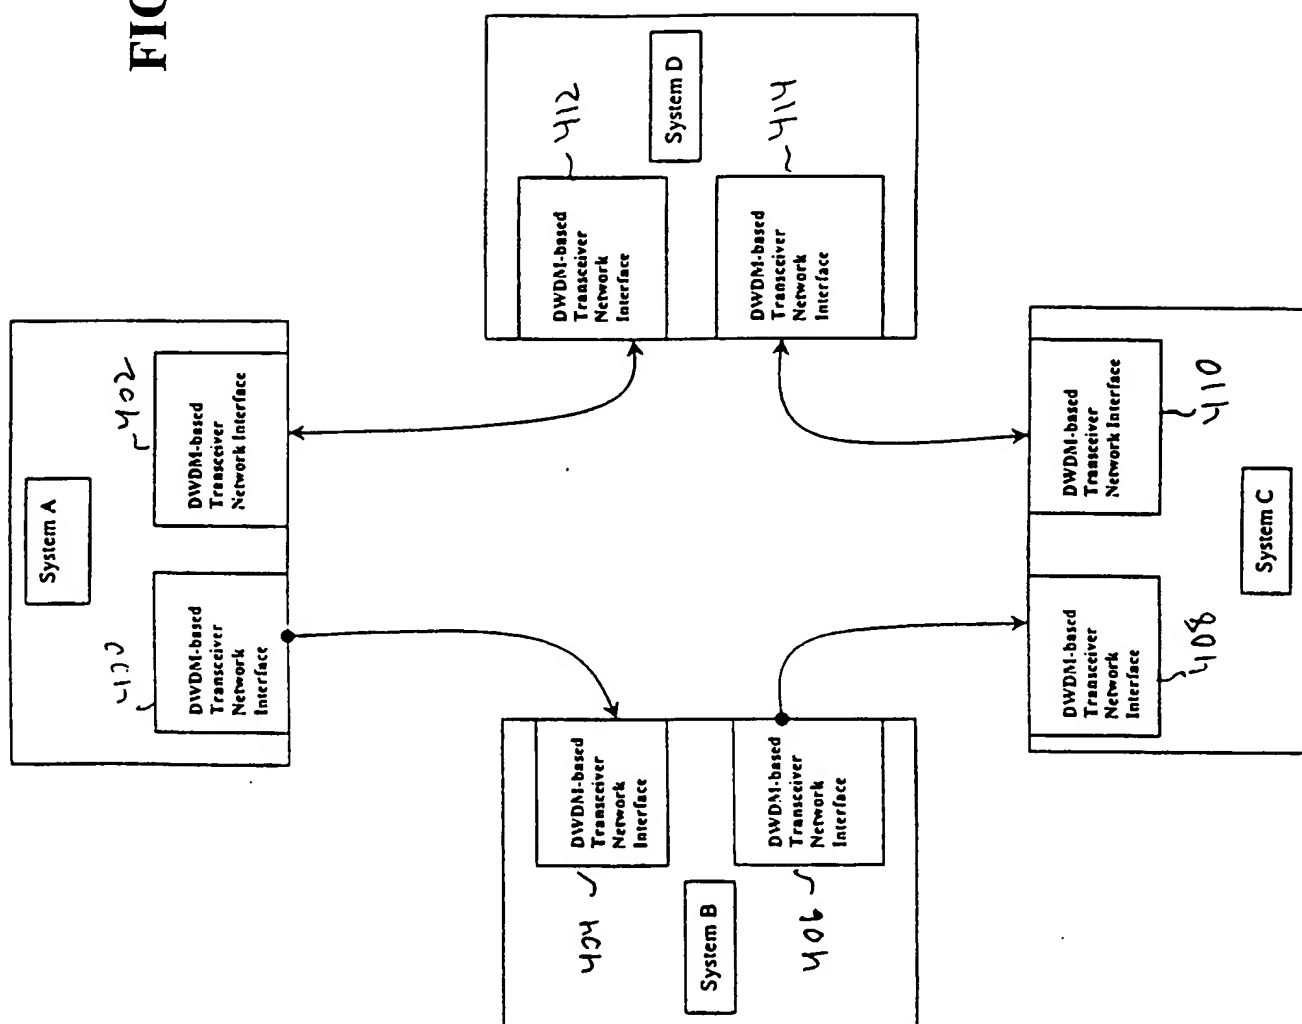 FIG
System A
400
DWDM-based
Transceiver
Network
Interface
402
DWDM-based
Transceiver
Network Interface
System B
404
DWDM-based
Transceiver
Network
Interface
406
DWDM-based
Transceiver
Network
Interface
System D
412
DWDM-based
Transceiver
Network
Interface
414
DWDM-based
Transceiver
Network
Interface
System C
408
DWDM-based
Transceiver
Network
Interface
410
DWDM-based
Transceiver
Network Interface